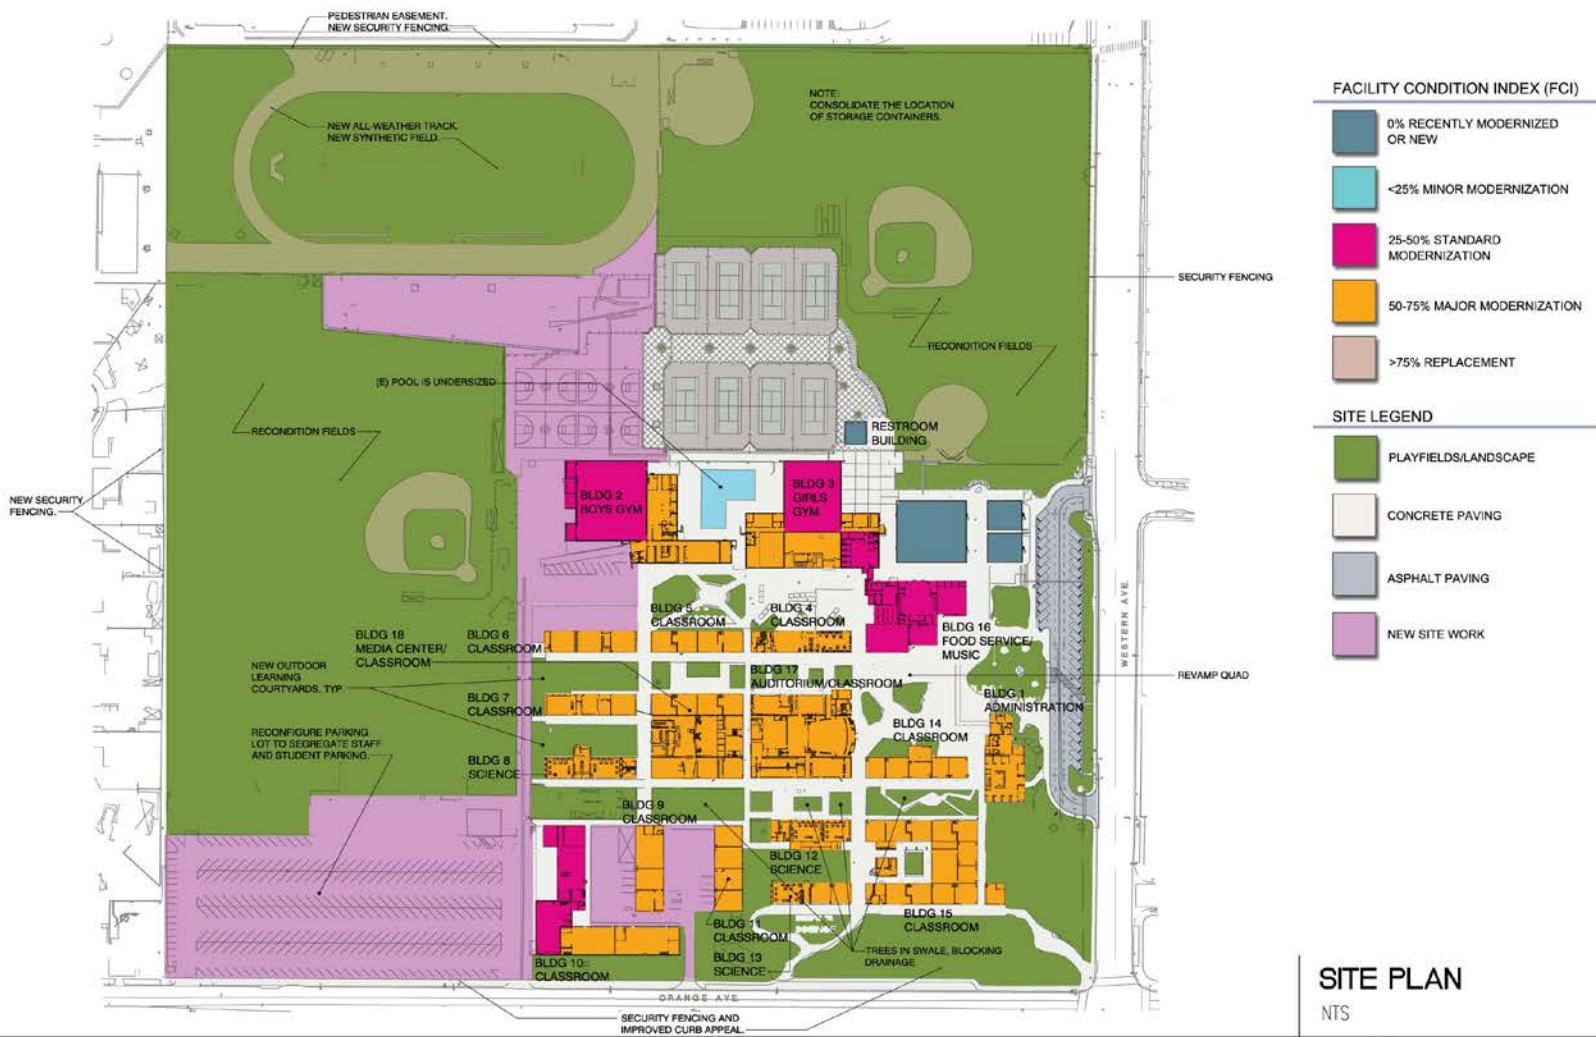 PEDESTRIAN EASEMENT.
NEW SECURITY FENCING.
NEW ALL-WEATHER TRACK.
NEW SYNTHETIC FIELD.
NOTE:
CONSOLIDATE THE LOCATION
OF STORAGE CONTAINERS.
SECURITY FENCING
RECONDITION FIELDS
(E) POOL IS UNDERSIZED
RECONDITION FIELDS
RESTROOM
BUILDING
NEW SECURITY
FENCING.
BLDG 2
BOYS GYM
BLDG 3
GIRLS
GYM
BLDG 5
CLASSROOM
BLDG 4
CLASSROOM
BLDG 18
MEDIA CENTER/
CLASSROOM
BLDG 6
CLASSROOM
BLDG 16
FOOD SERVICE/
MUSIC
WESTERN AVE.
NEW OUTDOOR
LEARNING
COURTYARDS, TYP.
BLDG 17
AUDITORIUM/CLASSROOM
REVAMP QUAD
BLDG 7
CLASSROOM
BLDG 1
ADMINISTRATION
BLDG 14
CLASSROOM
RECONFIGURE PARKING
LOT TO SEGREGATE STAFF
AND STUDENT PARKING.
BLDG 8
SCIENCE
BLDG 9
CLASSROOM
BLDG 12
SCIENCE
BLDG 15
CLASSROOM
BLDG 11
CLASSROOM
BLDG 13
SCIENCE
TREES IN SWALE, BLOCKING
DRAINAGE
BLDG 10
CLASSROOM
ORANGE AVE.
SECURITY FENCING AND
IMPROVED CURB APPEAL.
FACILITY CONDITION INDEX (FCI)
0% RECENTLY MODERNIZED
OR NEW
<25% MINOR MODERNIZATION
25-50% STANDARD
MODERNIZATION
50-75% MAJOR MODERNIZATION
>75% REPLACEMENT
SITE LEGEND
PLAYFIELDS/LANDSCAPE
CONCRETE PAVING
ASPHALT PAVING
NEW SITE WORK
SITE PLAN
NTS